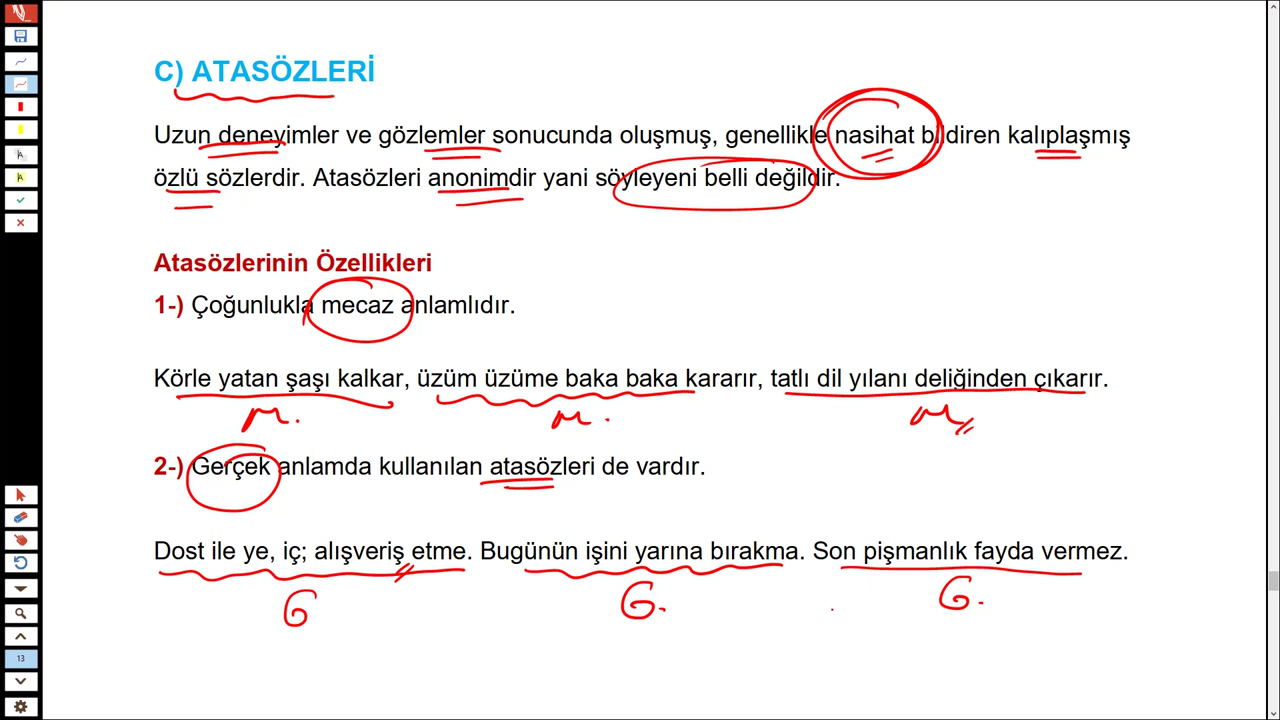 C) ATASÖZLERİ
Uzun deneyimler ve gözlemler sonucunda oluşmuş, genellikle nasihat bildiren kalıplaşmış
özlü sözlerdir. Atasözleri anonimdir yani söyleyeni belli değildir.
Atasözlerinin Özellikleri
1-) Çoğunlukla mecaz anlamlıdır.
Körle yatan şaşı kalkar, üzüm üzüme baka baka kararır, tatlı dil yılanı deliğinden çıkarır.
m. m. m
2-) Gerçek anlamda kullanılan atasözleri de vardır.
Dost ile ye, iç; alışveriş etme. Bugünün işini yarına bırakma. Son pişmanlık fayda vermez.
G G. G.
13